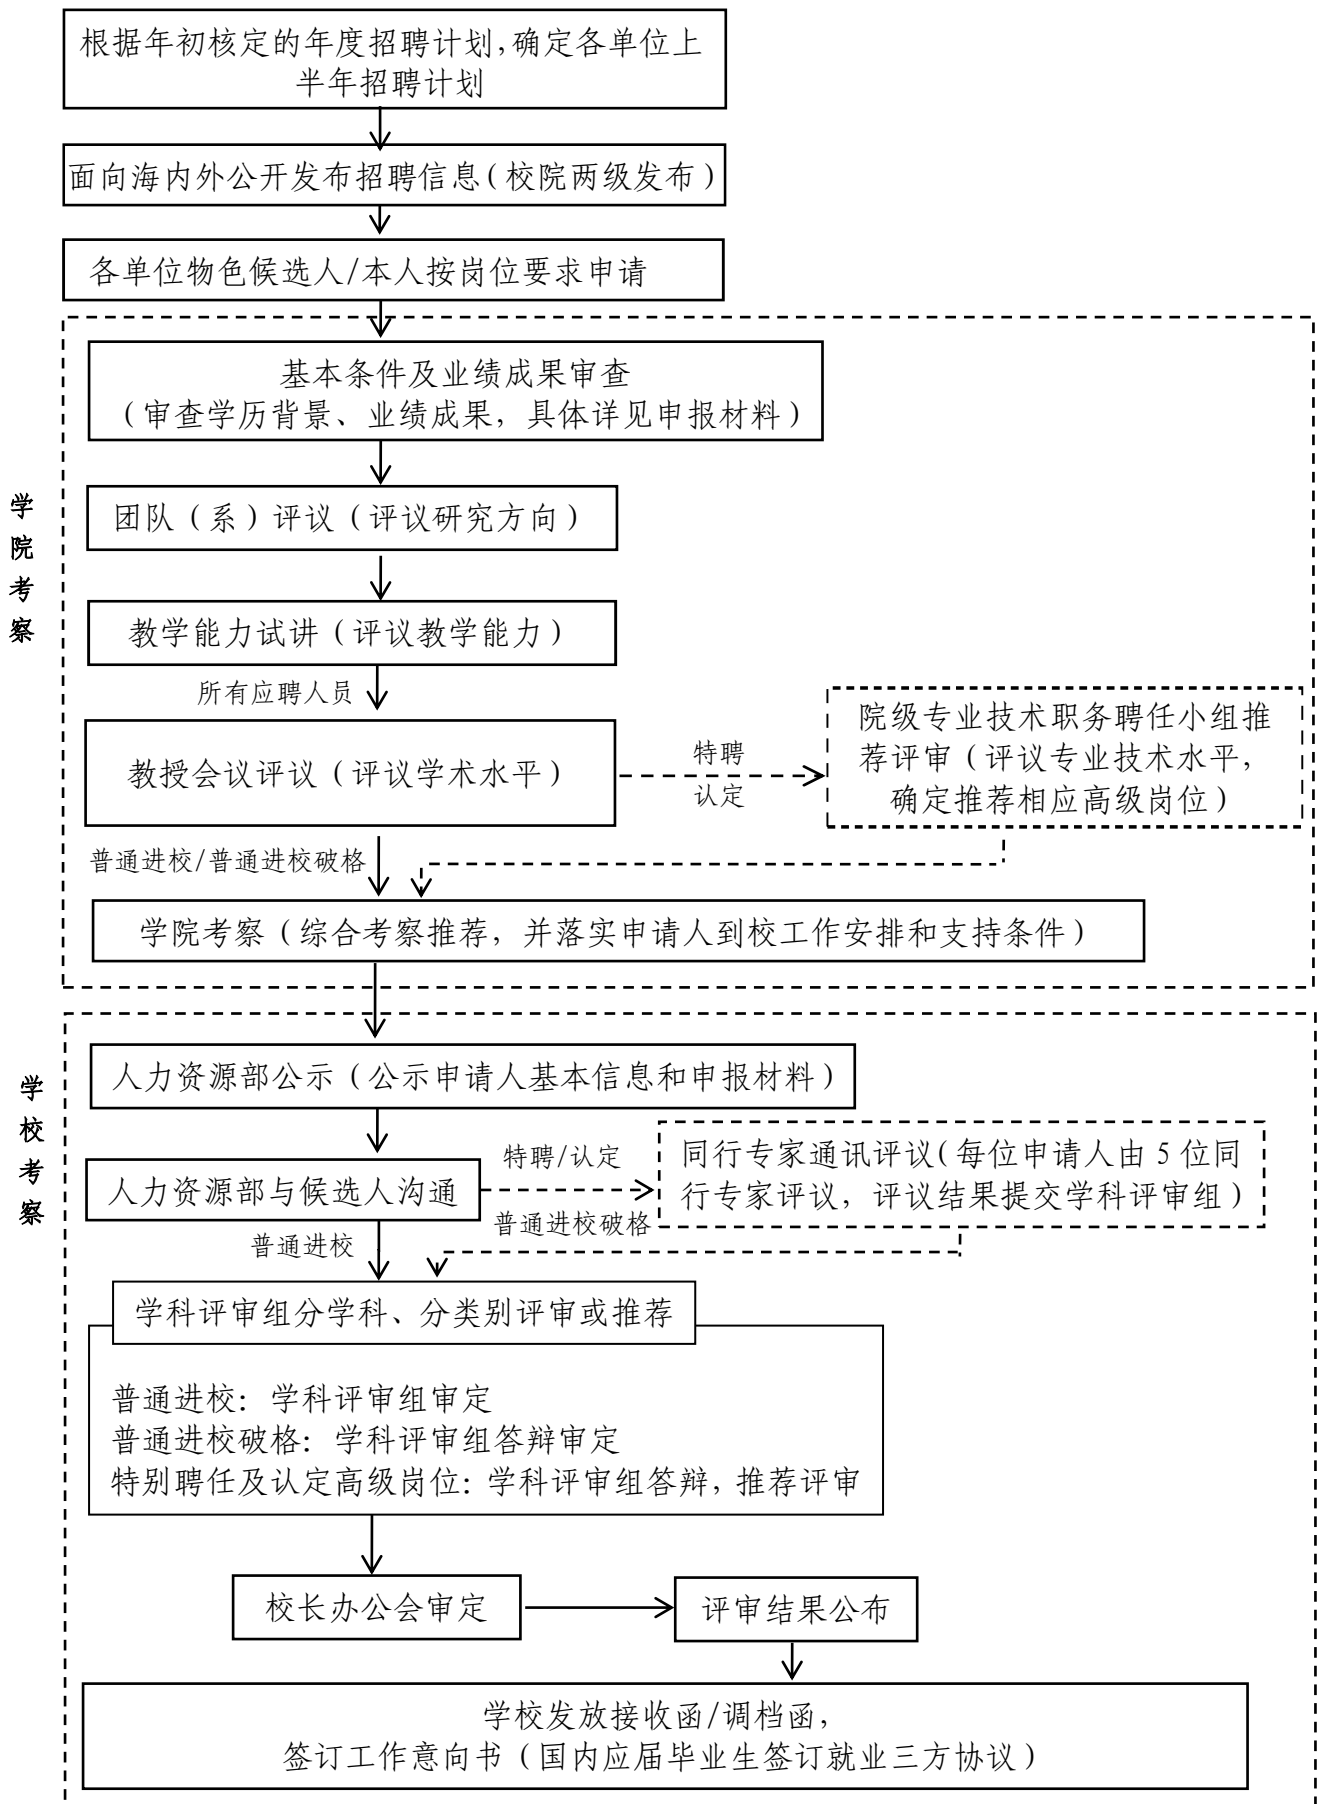 根据年初核定的年度招聘计划,确定各单位上
半年招聘计划
面向海内外公开发布招聘信息(校院两级发布)
各单位物色候选人/本人按岗位要求申请
学院考察
基本条件及业绩成果审查
(审查学历背景、业绩成果，具体详见申报材料)
团队(系)评议(评议研究方向)
教学能力试讲(评议教学能力)
所有应聘人员
教授会议评议(评议学术水平)
特聘
认定
院级专业技术职务聘任小组推
荐评审(评议专业技术水平，
确定推荐相应高级岗位)
普通进校/普通进校破格
学院考察(综合考察推荐，并落实申请人到校工作安排和支持条件)
学校考察
人力资源部公示(公示申请人基本信息和申报材料)
人力资源部与候选人沟通
特聘/认定
普通进校破格
同行专家通讯评议(每位申请人由5位同
行专家评议，评议结果提交学科评审组)
普通进校
学科评审组分学科、分类别评审或推荐
普通进校：学科评审组审定
普通进校破格：学科评审组答辩审定
特别聘任及认定高级岗位：学科评审组答辩，推荐评审
校长办公会审定
评审结果公布
学校发放接收函/调档函，
签订工作意向书(国内应届毕业生签订就业三方协议)